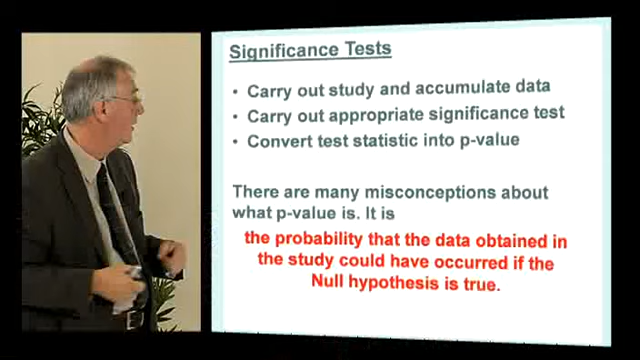 Significance Tests
• Carry out study and accumulate data
• Carry out appropriate significance test
• Convert test statistic into p-value
There are many misconceptions about
what p-value is. It is
the probability that the data obtained in
the study could have occurred if the
Null hypothesis is true.